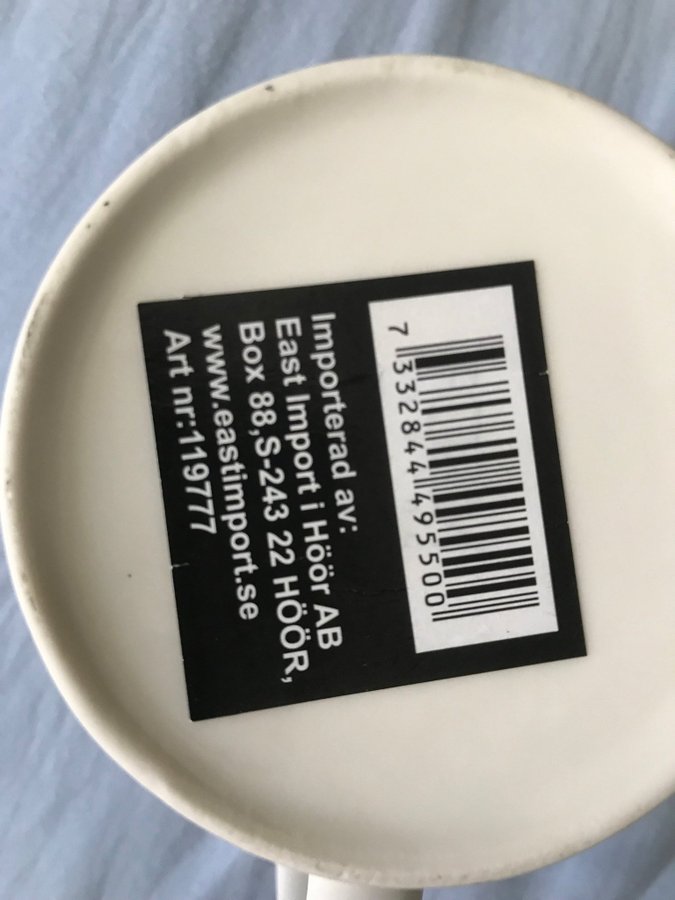 7 332844 495500
Importerad av:
East Import i Höör AB
Box 88,S-243 22 HÖÖR,
www.eastimport.se
Art nr:119777